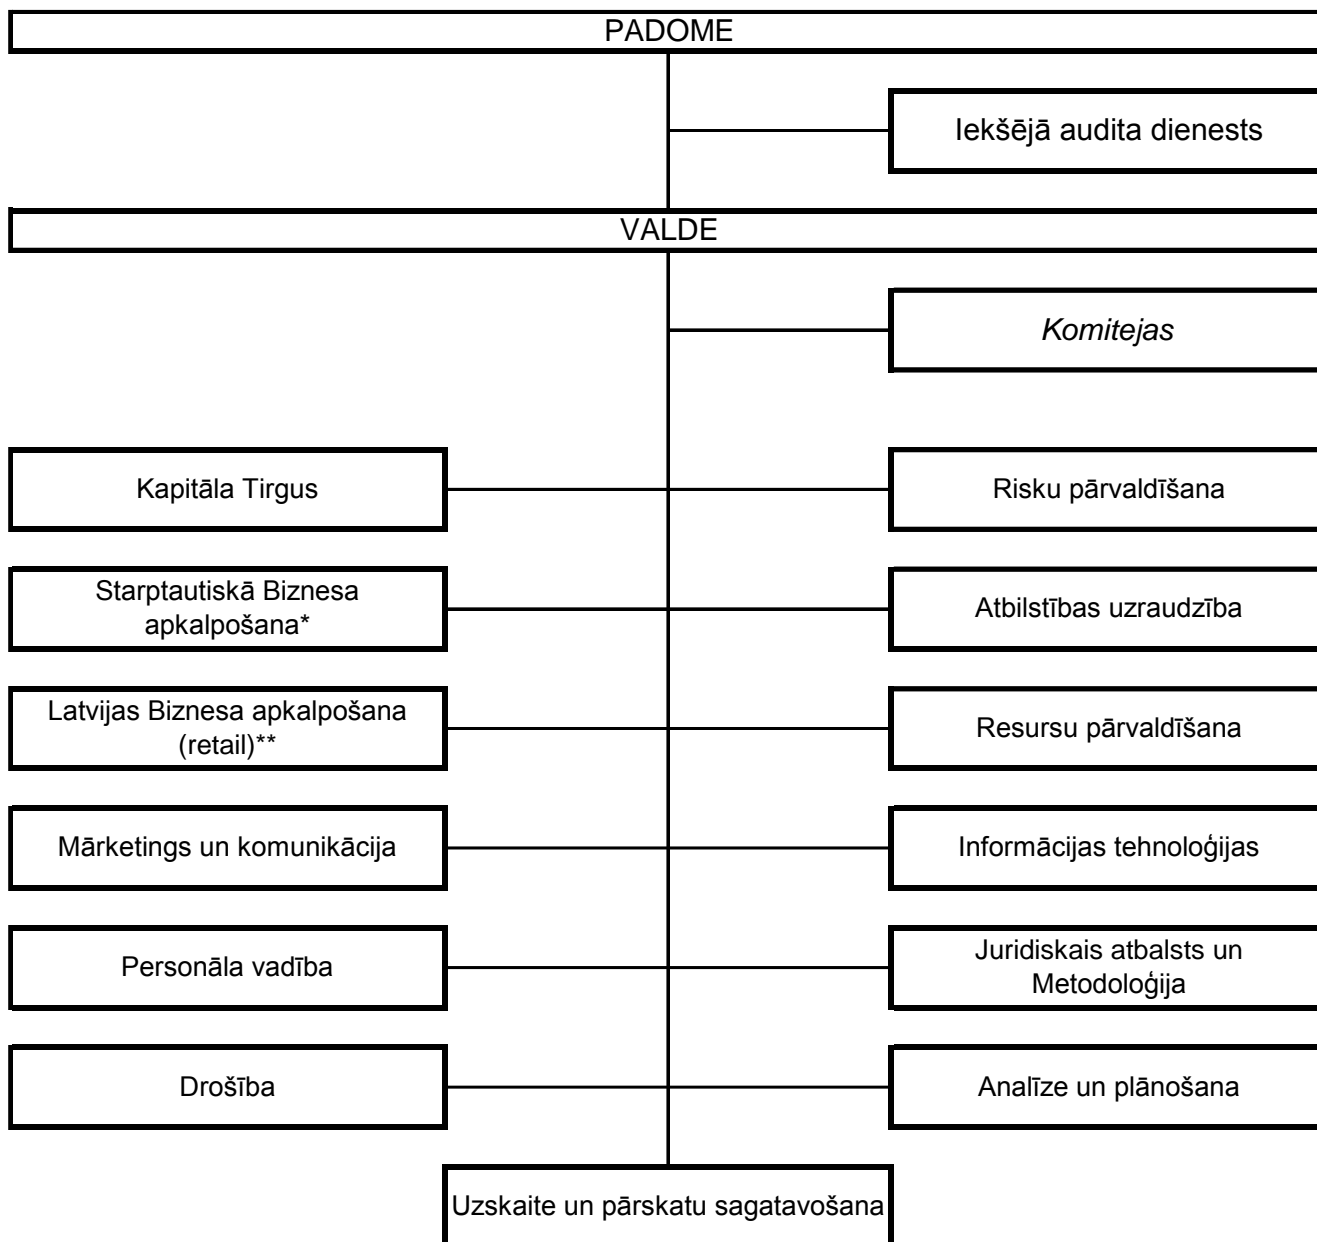 PADOME
Iekšējā audita dienests
VALDE
Komitejas
Kapitāla Tirgus
Risku pārvaldīšana
Starptautiskā Biznesa
apkalpošana*
Atbilstības uzraudzība
Latvijas Biznesa apkalpošana
(retail)**
Resursu pārvaldīšana
Mārketings un komunikācija
Informācijas tehnoloģijas
Personāla vadība
Juridiskais atbalsts un
Metodoloģija
Drošība
Analīze un plānošana
Uzskaite un pārskatu sagatavošana